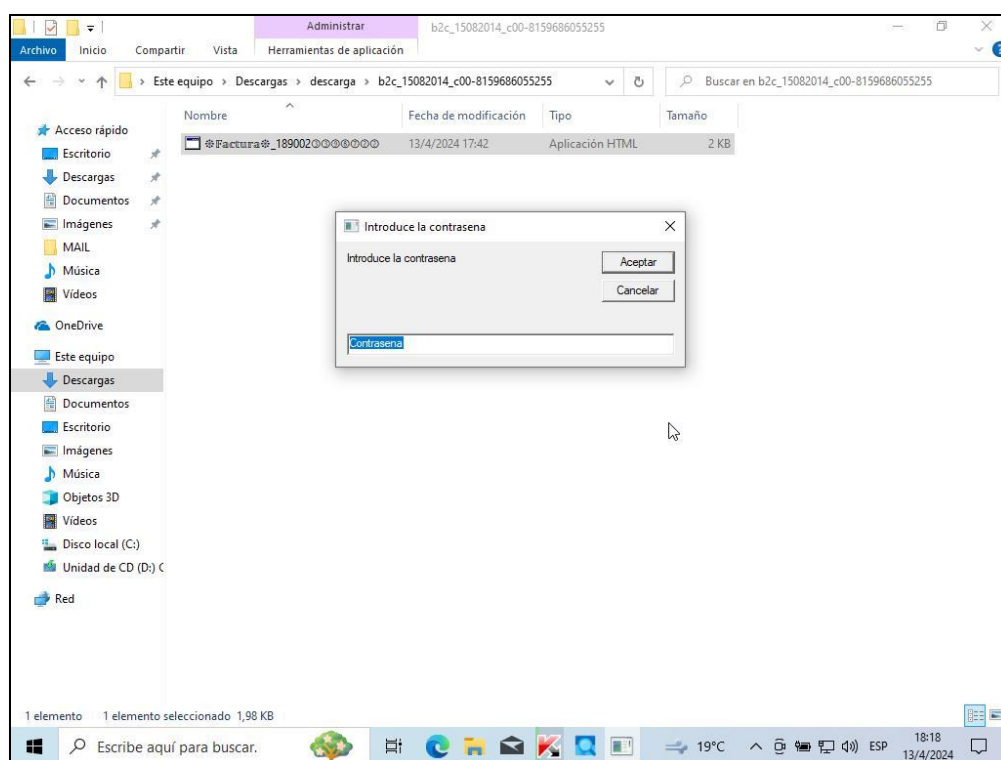 Administrar
b2c_15082014_c00-8159686055255
Archivo Inicio Compartir Vista Herramientas de aplicación
Este equipo > Descargas > descarga > b2c_15082014_c00-8159686055255
Buscar en b2c_15082014_c00-8159686055255
Nombre Fecha de modificación Tipo Tamaño
Acceso rápido
❉𝔽𝕒𝕔𝕥𝕦𝕣𝕒❉_189002 13/4/2024 17:42 Aplicación HTML 2 KB
Escritorio
Descargas
Documentos
Imágenes
MAIL
Música
Vídeos
OneDrive
Este equipo
Descargas
Documentos
Escritorio
Imágenes
Música
Objetos 3D
Vídeos
Disco local (C:)
Unidad de CD (D:) C
Red
Introduce la contrasena
Introduce la contrasena
Aceptar
Cancelar
Contrasena
1 elemento 1 elemento seleccionado 1,98 KB
Escribe aquí para buscar.
19°C
ESP
18:18
13/4/2024